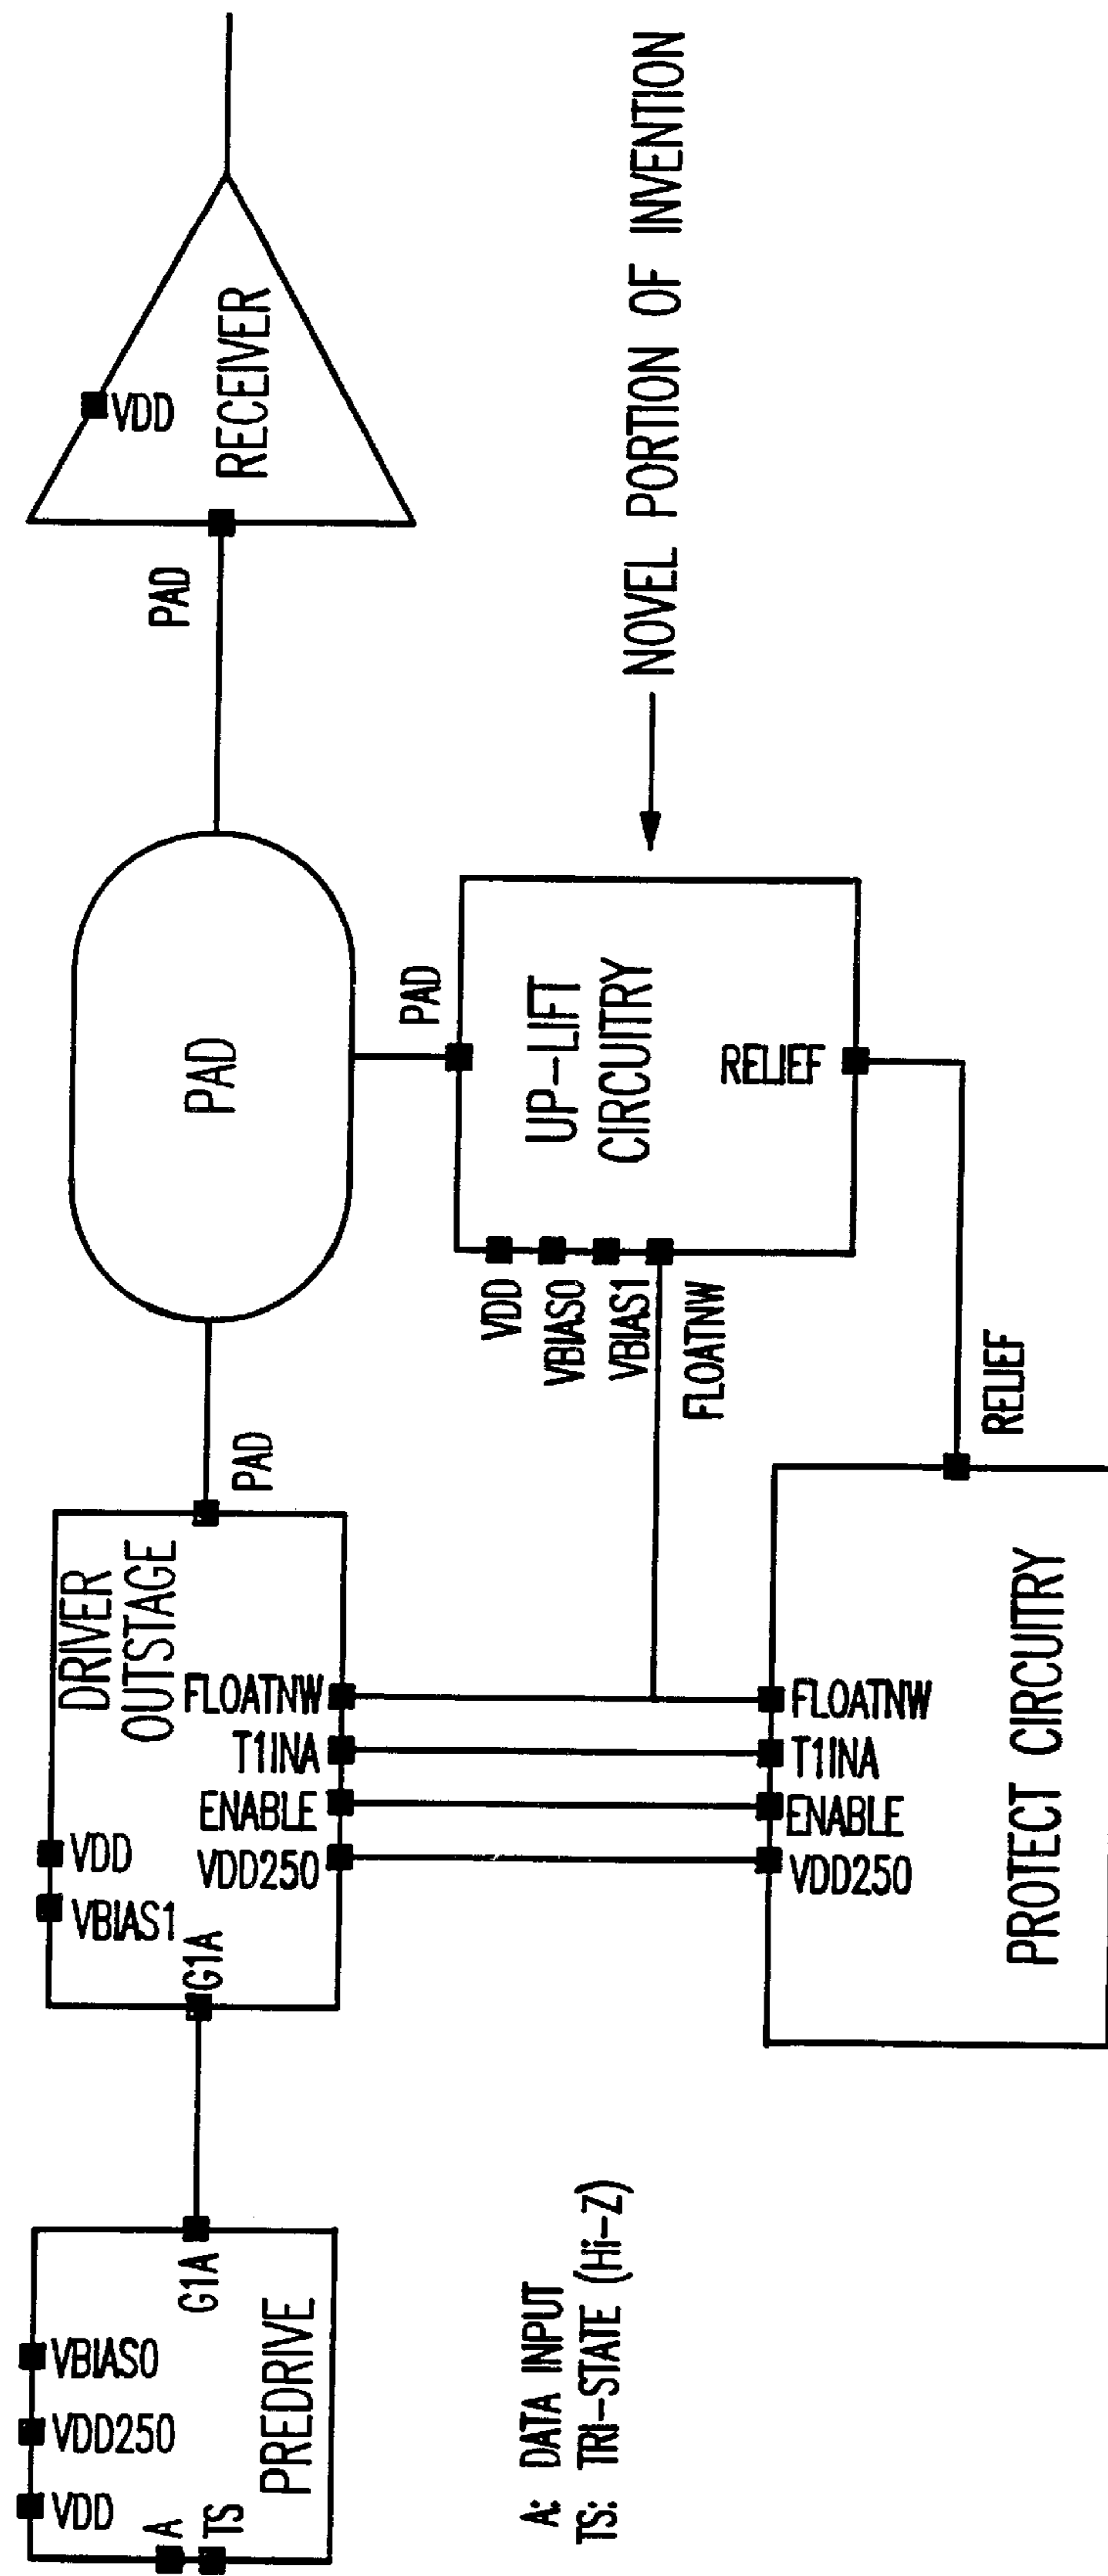 VDD
VDD250
VBIAS0
A
TS
G1A
PREDRIVE
A: DATA INPUT
TS: TRI-STATE (Hi-Z)
VBIAS1
VDD
DRIVER
OUTSTAGE
G1A
PAD
FLOATNW
T1INA
ENABLE
VDD250
PAD
PAD
VDD
RECEIVER
PAD
VDD
VBIAS0
VBIAS1
FLOATNW
UP-LIFT
CIRCUITRY
RELIEF
NOVEL PORTION OF INVENTION
RELIEF
FLOATNW
T1INA
ENABLE
VDD250
PROTECT CIRCUITRY